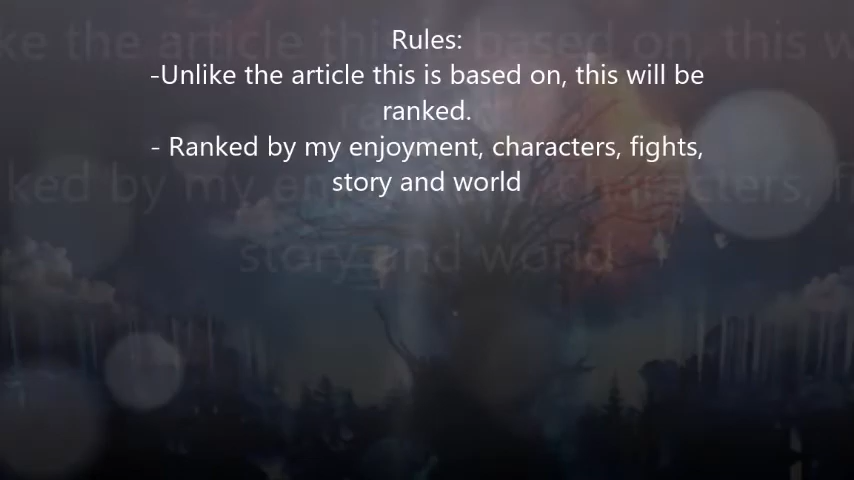 Rules:
-Unlike the article this is based on, this will be
ranked.
- Ranked by my enjoyment, characters, fights,
story and world